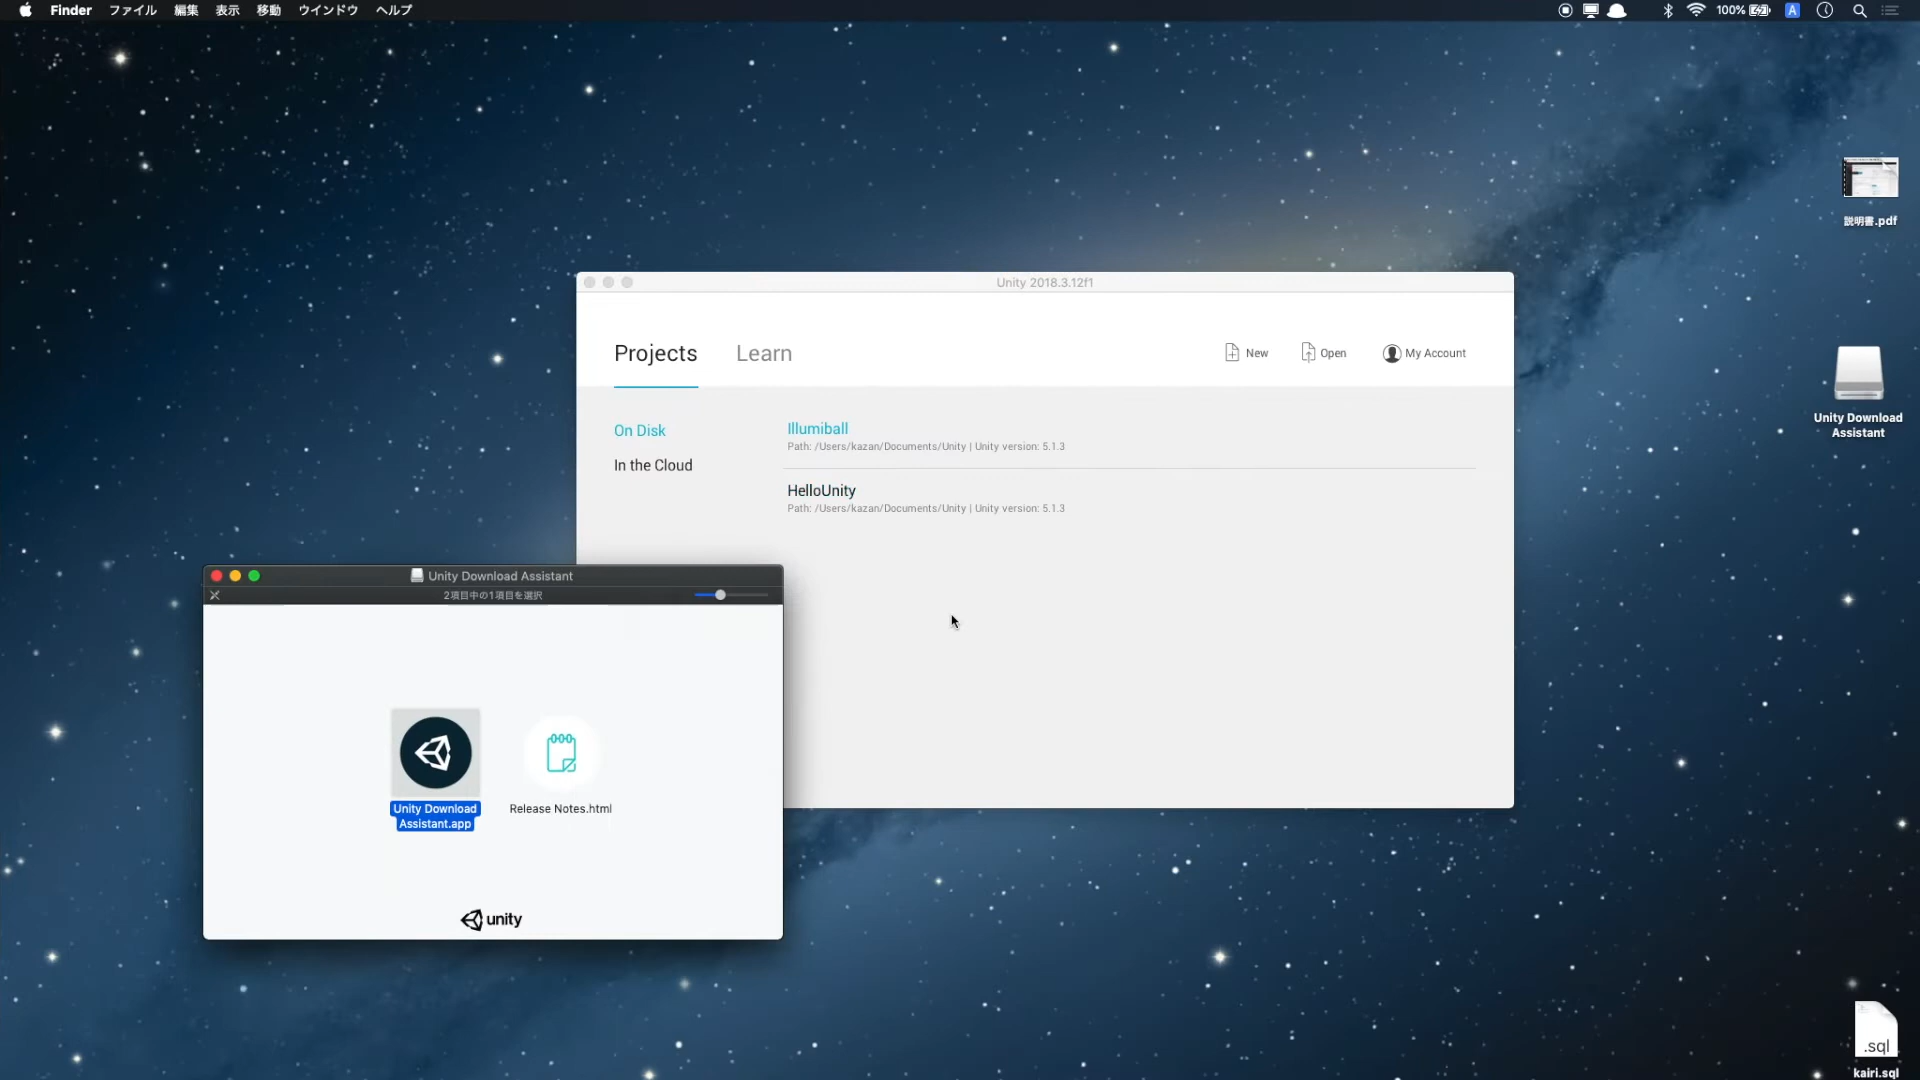 Finder ファイル 編集 表示 移動 ウインドウ ヘルプ 100% A
説明書.pdf
Unity 2018.3.12f1
Projects Learn New Open My Account
Unity Download
Assistant
On Disk
In the Cloud
Illumiball
Path: /Users/kazan/Documents/Unity | Unity version: 5.1.3
HelloUnity
Path: /Users/kazan/Documents/Unity | Unity version: 5.1.3
Unity Download Assistant
2項目中の1項目を選択
Unity Download
Assistant.app
Release Notes.html
unity
.sql
kairi.sql